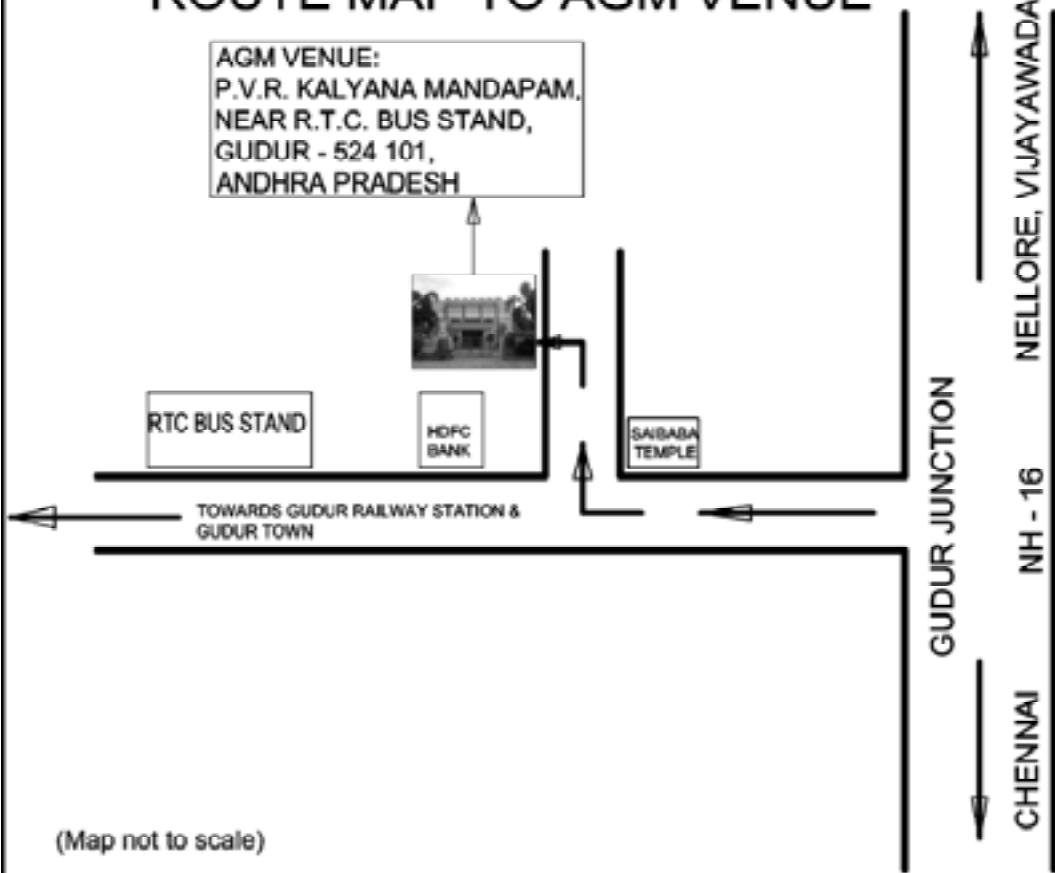 ROUTE MAP TO AGM VENUE
AGM VENUE:
P.V.R. KALYANA MANDAPAM,
NEAR R.T.C. BUS STAND,
GUDUR - 524 101,
ANDHRA PRADESH
NELLORE, VIJAYAWADA
RTC BUS STAND
HDFC
BANK
SAIBABA
TEMPLE
TOWARDS GUDUR RAILWAY STATION &
GUDUR TOWN
GUDUR JUNCTION
NH - 16
CHENNAI
(Map not to scale)